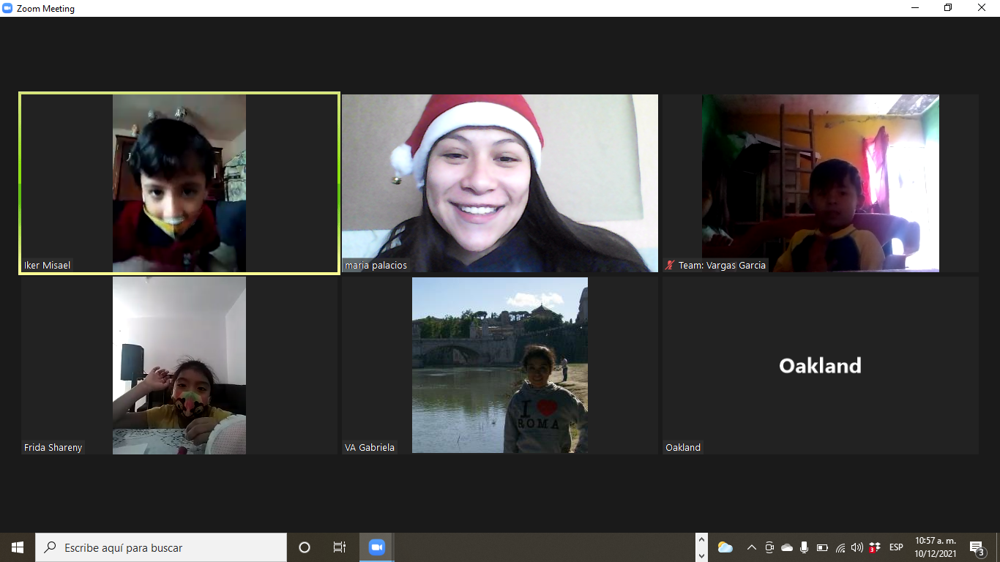 Zoom Meeting
Iker Misael
maria palacios
Team: Vargas Garcia
Frida Shareny
I ROMA
VA Gabriela
Oakland
Oakland
Escribe aquí para buscar
3
ESP
10:57 a. m.
10/12/2021
3